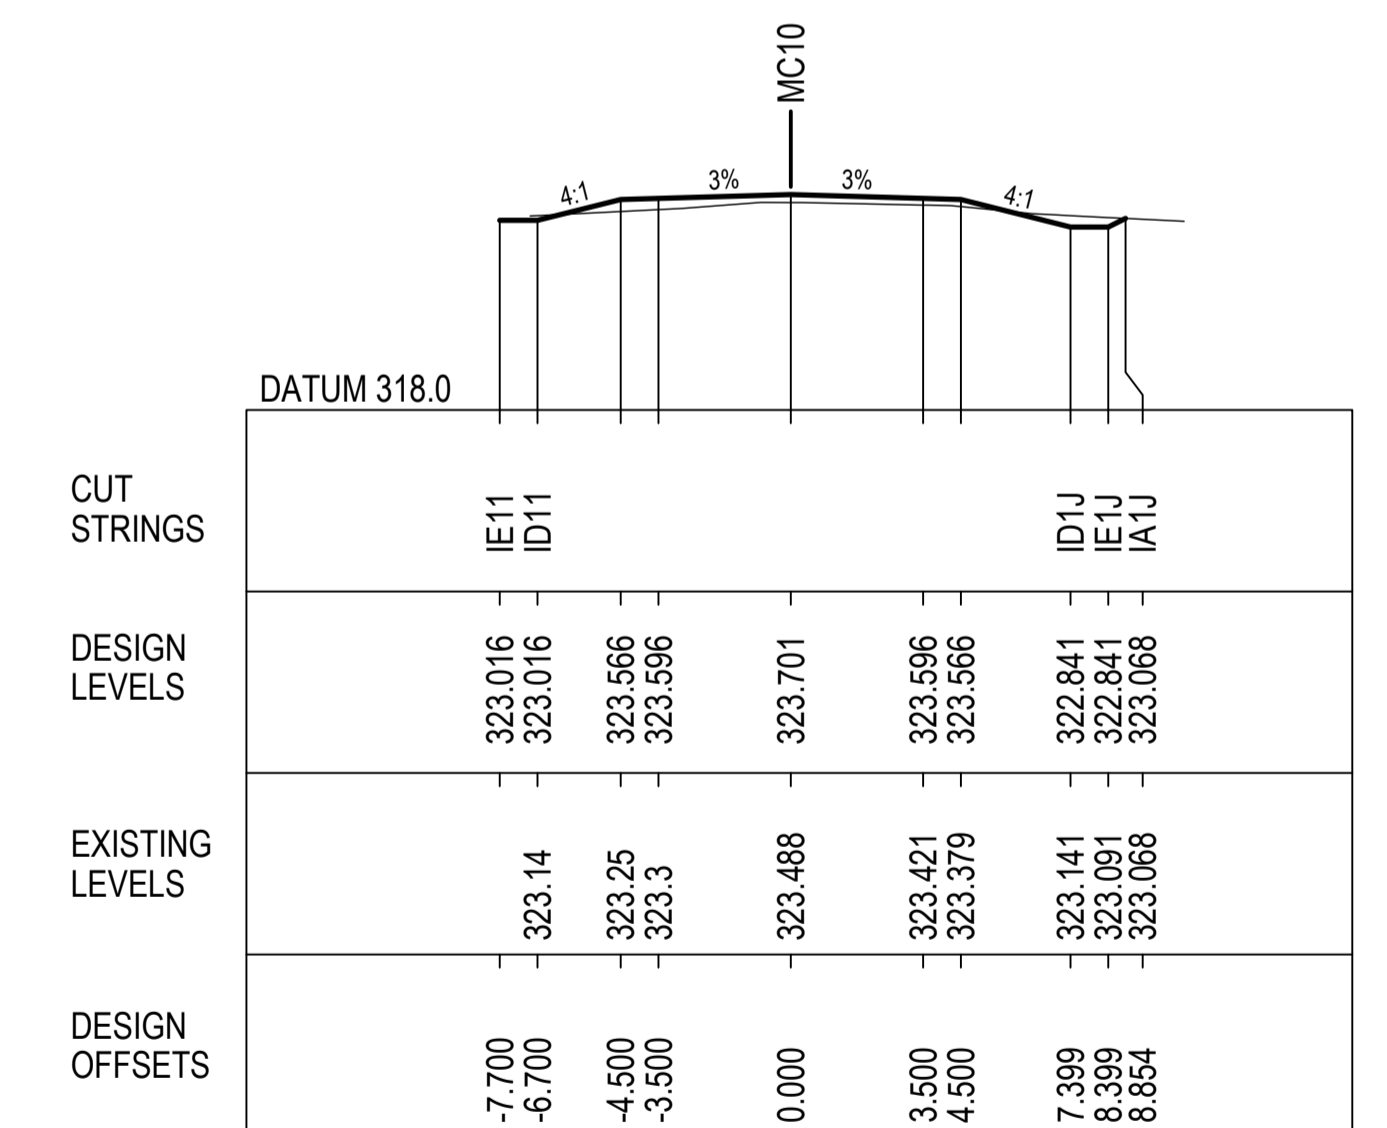 MC10
4:1
3%
3%
4:1
DATUM 318.0
CUT
STRINGS
IE11
ID11
ID1J
IE1J
IA1J
DESIGN
LEVELS
323.016
323.016
323.566
323.596
323.701
323.596
323.566
322.841
322.841
323.068
EXISTING
LEVELS
323.14
323.25
323.3
323.488
323.421
323.379
323.141
323.091
323.068
DESIGN
OFFSETS
-7.700
-6.700
-4.500
-3.500
0.000
3.500
4.500
7.399
8.399
8.854